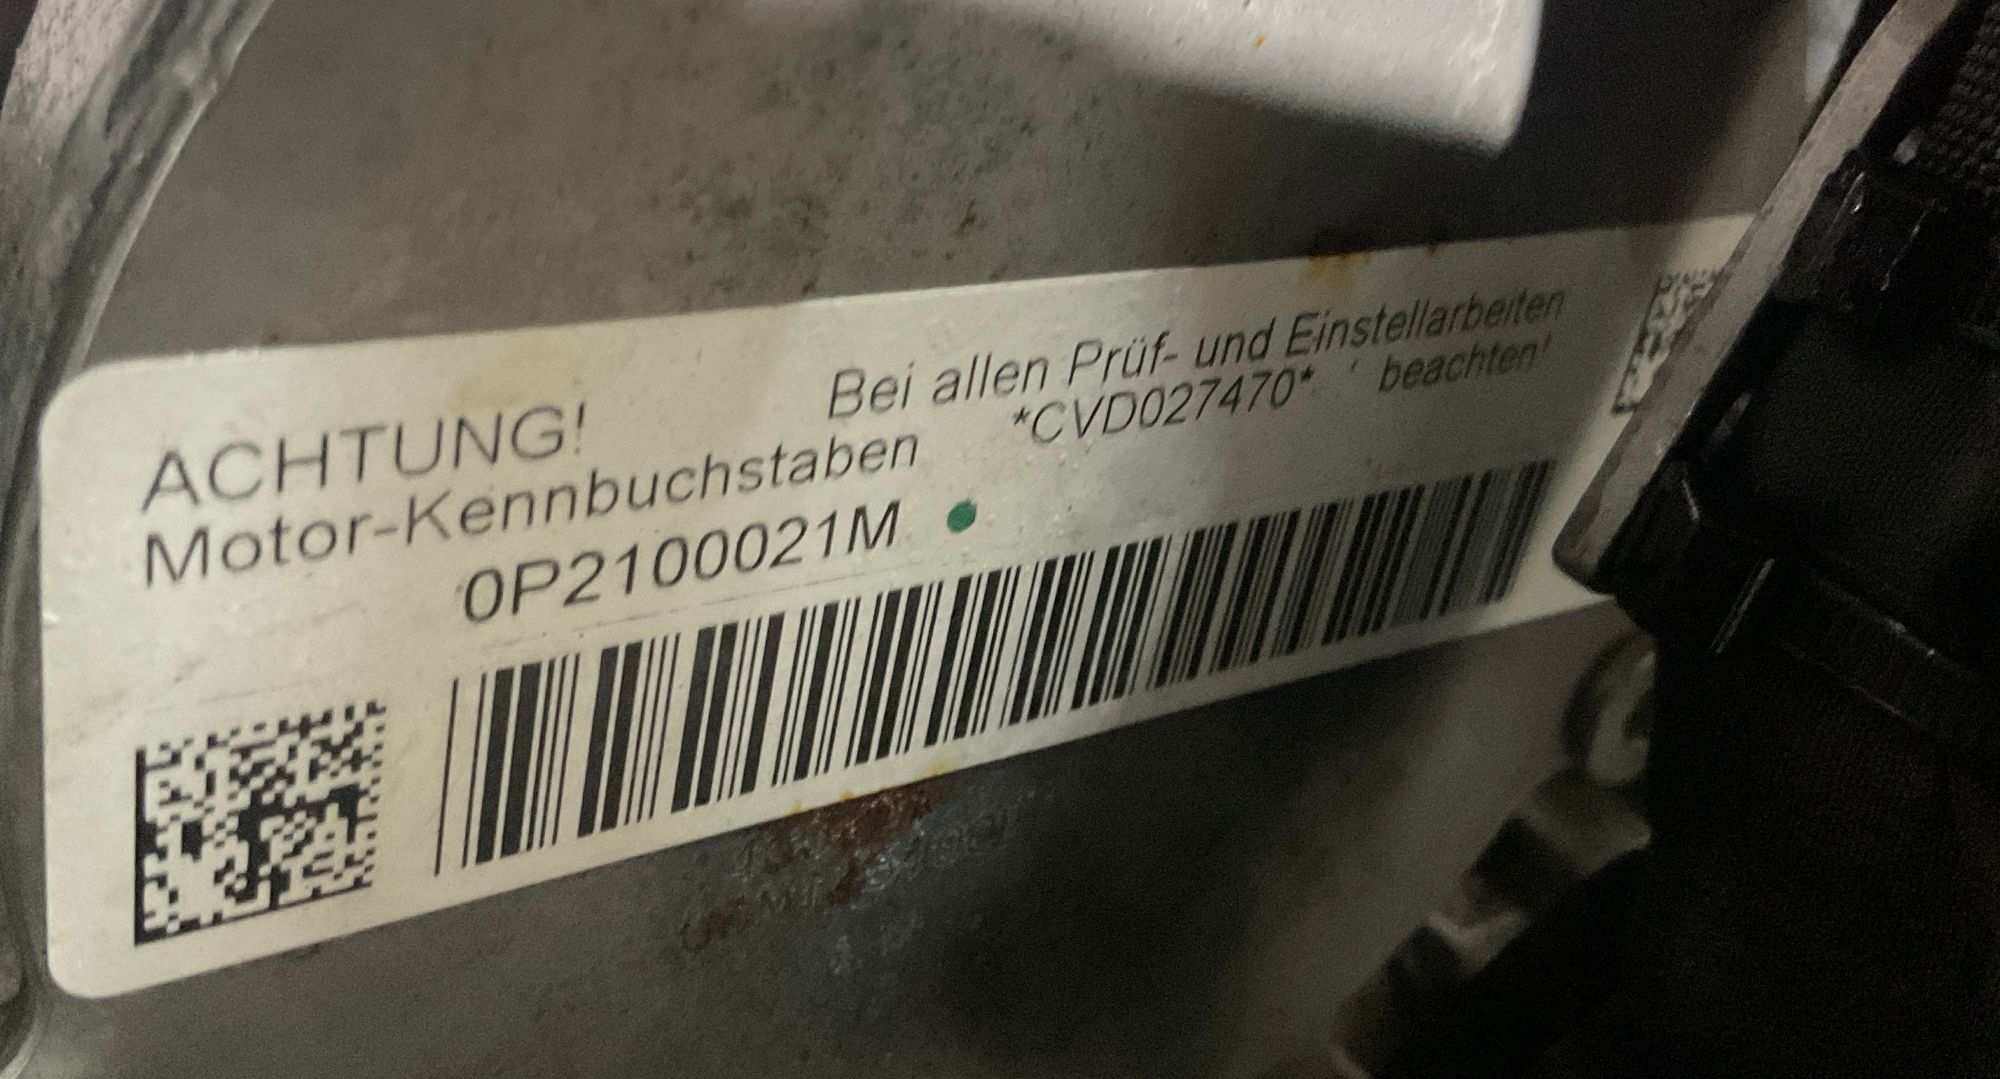 ACHTUNG! Bei allen Prüf- und Einstellarbeiten
Motor-Kennbuchstaben *CVD027470* ' beachten!
0P2100021M